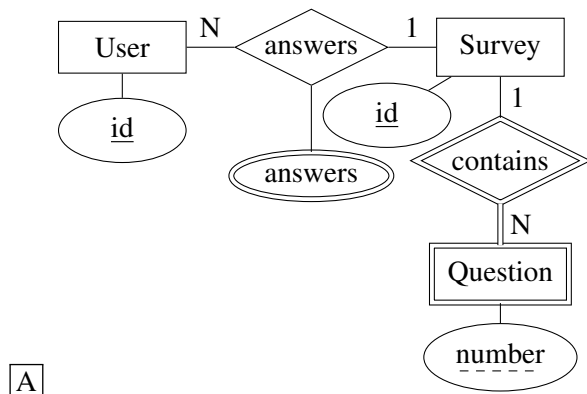 User N answers 1 Survey
id
id
1
answers
contains
N
Question
number
A